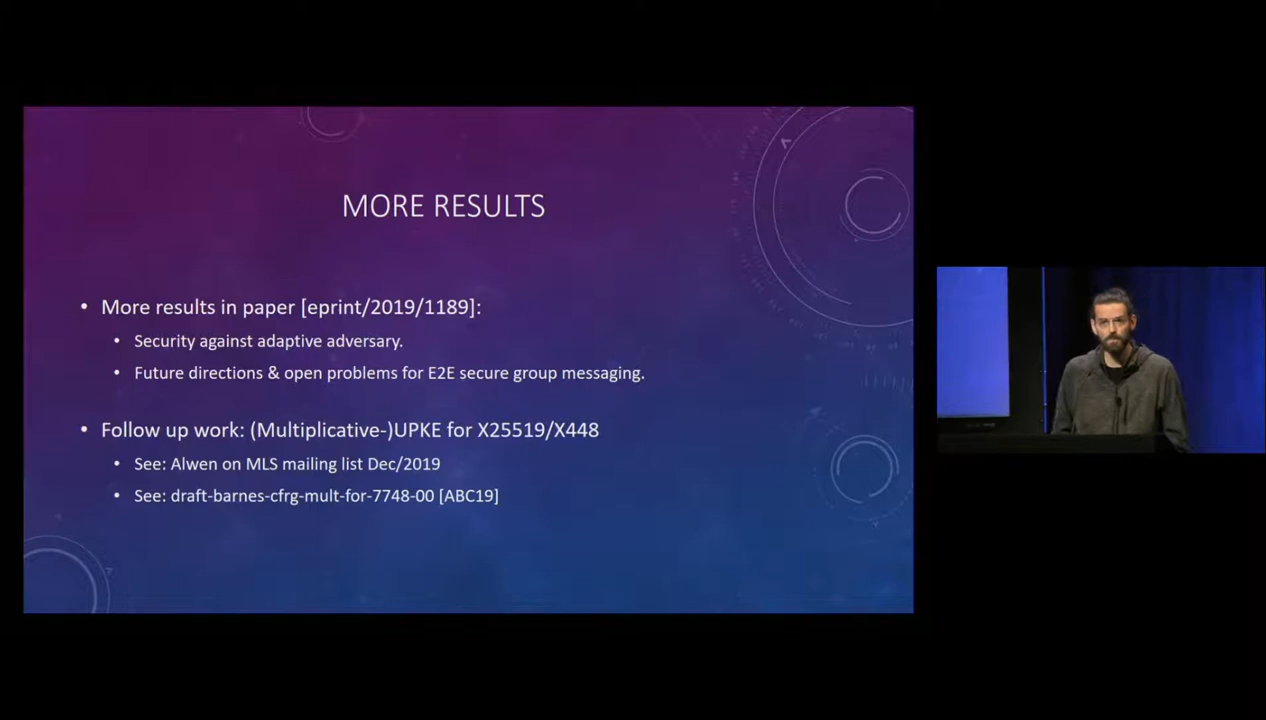 MORE RESULTS
• More results in paper [eprint/2019/1189]:
• Security against adaptive adversary.
• Future directions & open problems for E2E secure group messaging.
• Follow up work: (Multiplicative-)UPKE for X25519/X448
• See: Alwen on MLS mailing list Dec/2019
• See: draft-barnes-cfrg-mult-for-7748-00 [ABC19]